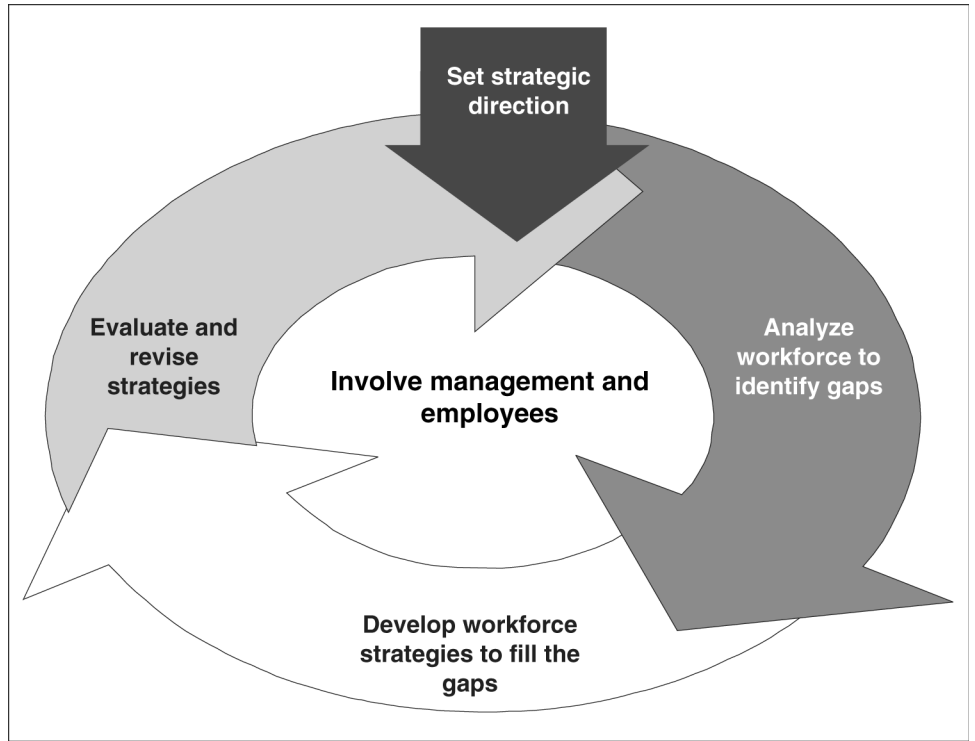 Set strategic
direction
Evaluate and
revise
strategies
Analyze
workforce to
identify gaps
Involve management and
employees
Develop workforce
strategies to fill the
gaps